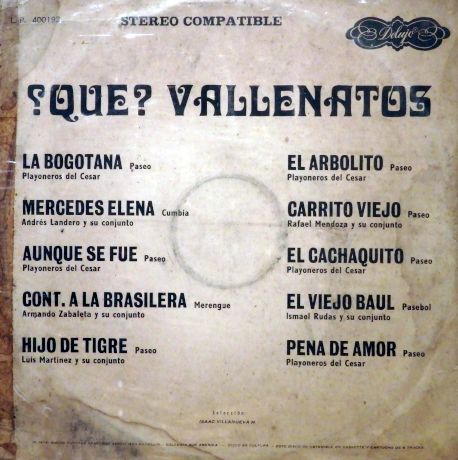 L.P. 400192
STEREO COMPATIBLE
Delujo
?QUE? VALLENATOS
LA BOGOTANA Paseo
Playoneros del Cesar
MERCEDES ELENA Cumbia
Andrés Landero y su conjunto
AUNQUE SE FUE Paseo
Playoneros del Cesar
CONT. A LA BRASILERA Merengue
Armando Zabaleta y su conjunto
HIJO DE TIGRE Paseo
Luis Martínez y su conjunto
EL ARBOLITO Paseo
Playoneros del Cesar
CARRITO VIEJO Paseo
Rafael Mendoza y su conjunto
EL CACHAQUITO Paseo
Playoneros del Cesar
EL VIEJO BAUL Pasebol
Ismael Rudas y su conjunto
PENA DE AMOR Paseo
Playoneros del Cesar
Selección:
ISAAC VILLANUEVA M.